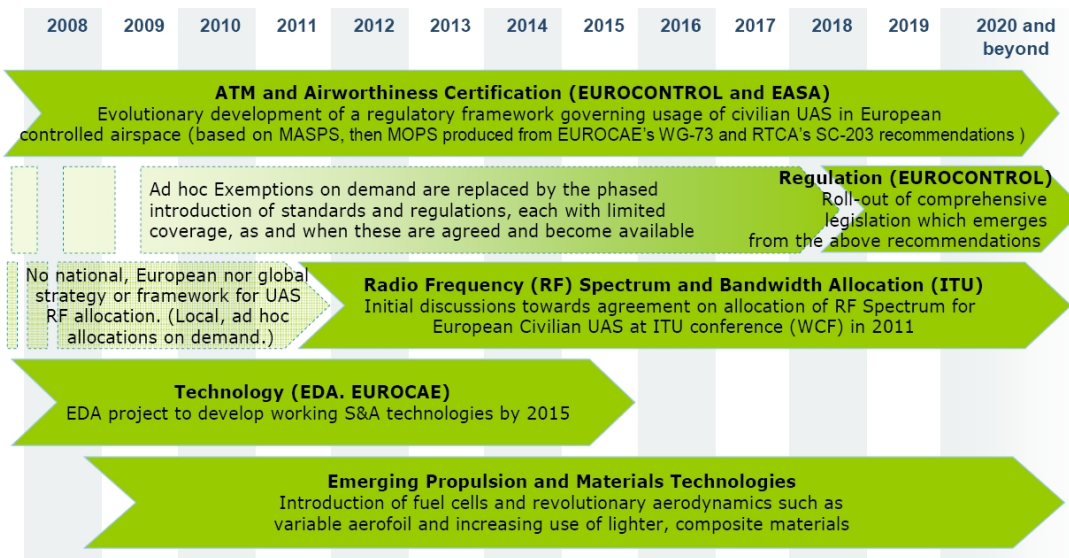 2008 2009 2010 2011 2012 2013 2014 2015 2016 2017 2018 2019 2020 and
beyond
ATM and Airworthiness Certification (EUROCONTROL and EASA)
Evolutionary development of a regulatory framework governing usage of civilian UAS in European
controlled airspace (based on MASPS, then MOPS produced from EUROCAE's WG-73 and RTCA's SC-203 recommendations )
Ad hoc Exemptions on demand are replaced by the phased
introduction of standards and regulations, each with limited
coverage, as and when these are agreed and become available
Regulation (EUROCONTROL)
Roll-out of comprehensive
legislation which emerges
from the above recommendations
No national, European nor global
strategy or framework for UAS
RF allocation. (Local, ad hoc
allocations on demand.)
Radio Frequency (RF) Spectrum and Bandwidth Allocation (ITU)
Initial discussions towards agreement on allocation of RF Spectrum for
European Civilian UAS at ITU conference (WCF) in 2011
Technology (EDA. EUROCAE)
EDA project to develop working S&A technologies by 2015
Emerging Propulsion and Materials Technologies
Introduction of fuel cells and revolutionary aerodynamics such as
variable aerofoil and increasing use of lighter, composite materials